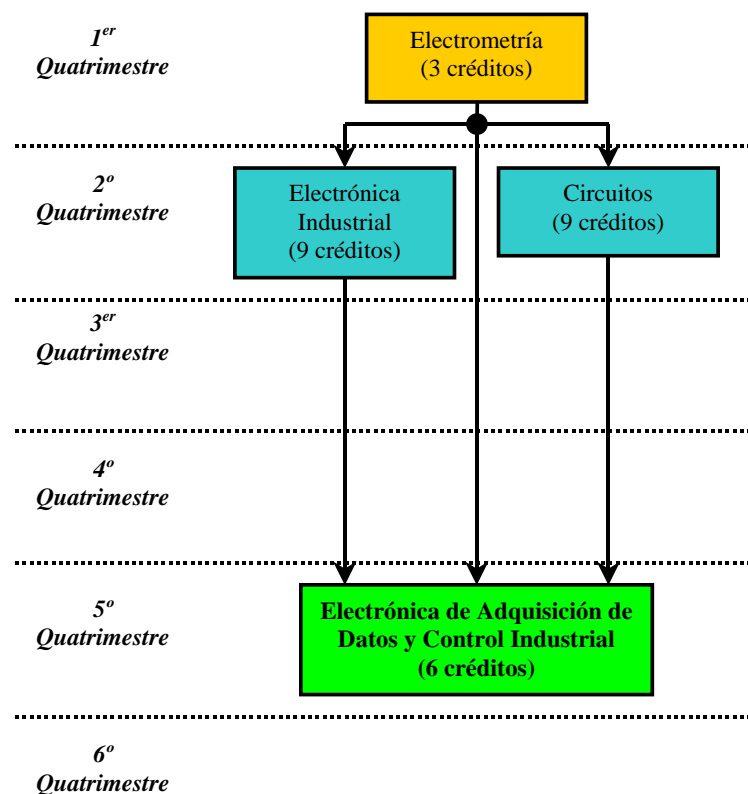 1er
Quatrimestre
Electrometría
(3 créditos)
2º
Quatrimestre
Electrónica
Industrial
(9 créditos)
Circuitos
(9 créditos)
3er
Quatrimestre
4º
Quatrimestre
5º
Quatrimestre
Electrónica de Adquisición de
Datos y Control Industrial
(6 créditos)
6º
Quatrimestre